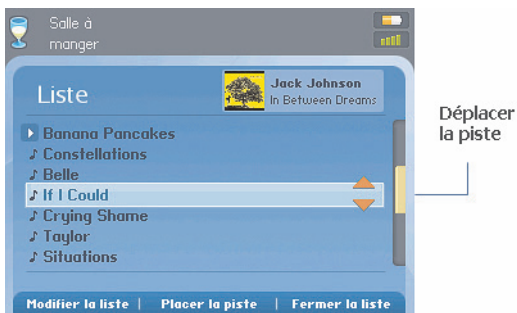 Salle à
manger
Liste
Jack Johnson
In Between Dreams
Banana Pancakes
Constellations
Belle
If I Could
Crying Shame
Taylor
Situations
Modifier la liste | Placer la piste | Fermer la liste
Déplacer
la piste